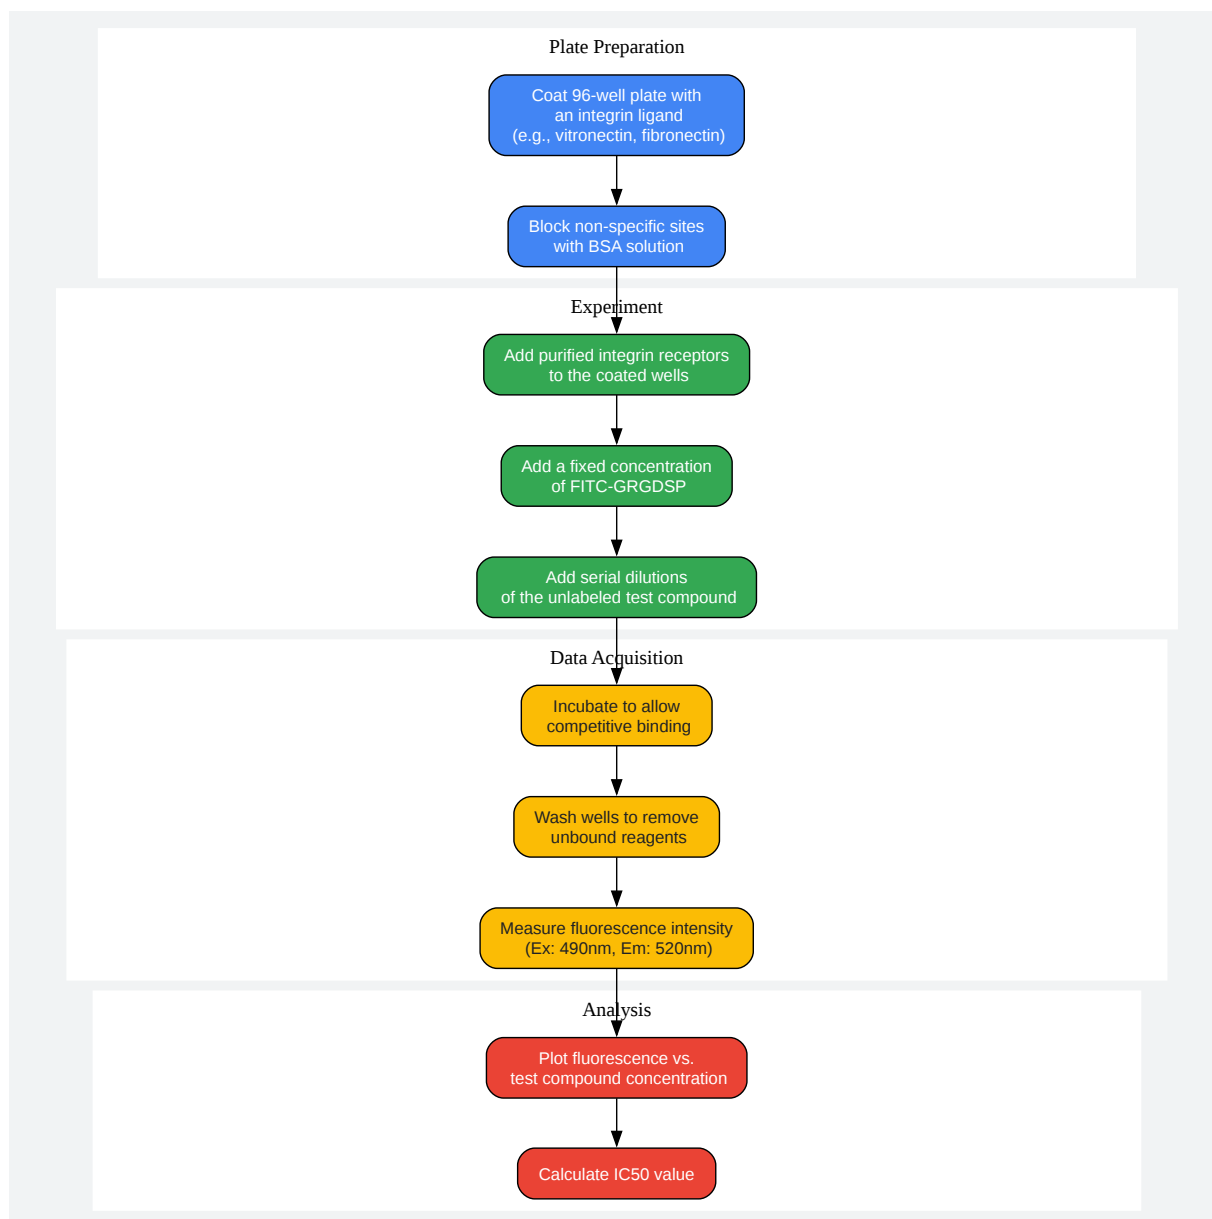 Plate Preparation
Coat 96-well plate with
an integrin ligand
(e.g., vitronectin, fibronectin)
Block non-specific sites
with BSA solution
Experiment
Add purified integrin receptors
to the coated wells
Add a fixed concentration
of FITC-GRGDSP
Add serial dilutions
of the unlabeled test compound
Data Acquisition
Incubate to allow
competitive binding
Wash wells to remove
unbound reagents
Measure fluorescence intensity
(Ex: 490nm, Em: 520nm)
Analysis
Plot fluorescence vs.
test compound concentration
Calculate IC50 value